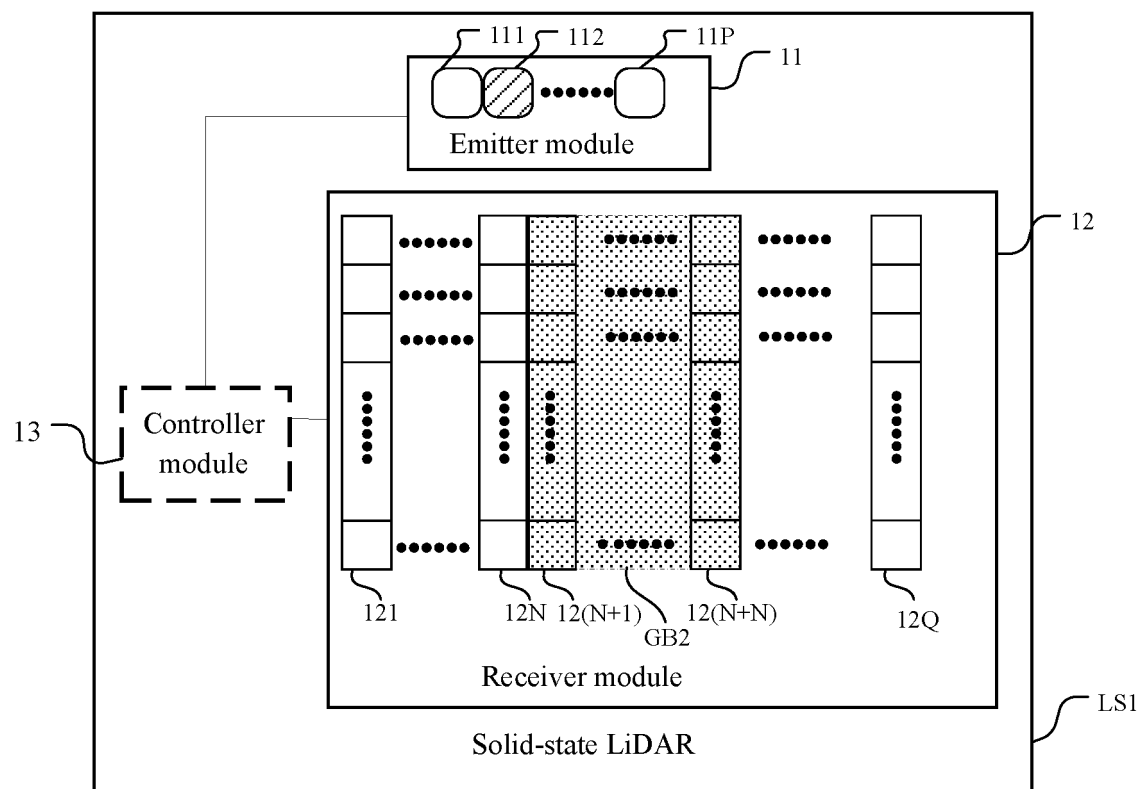 111
112
11P
11
Emitter module
12
13
Controller
module
121
12N
12(N+1)
GB2
12(N+N)
12Q
Receiver module
LS1
Solid-state LiDAR